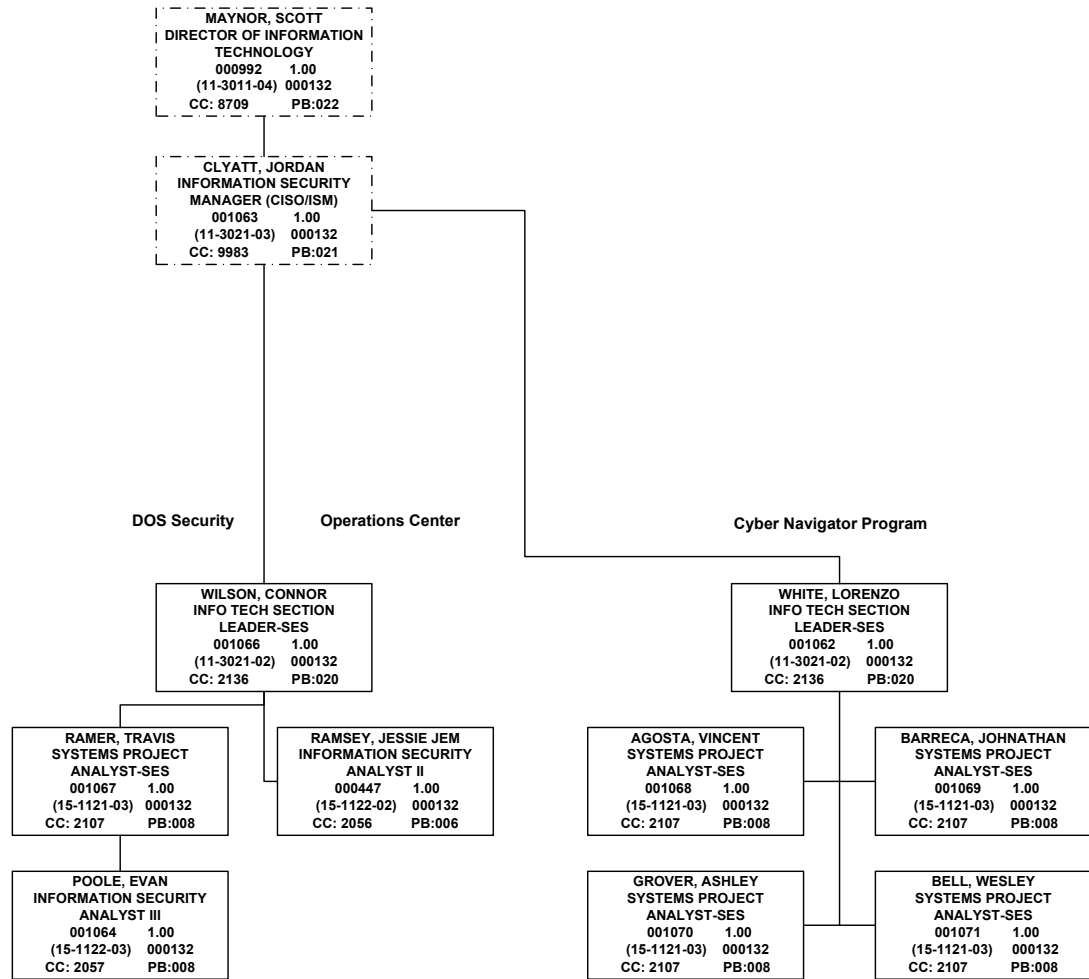 MAYNOR, SCOTT
DIRECTOR OF INFORMATION
TECHNOLOGY
000992 1.00
(11-3011-04) 000132
CC: 8709 PB:022
CLYATT, JORDAN
INFORMATION SECURITY
MANAGER (CISO/ISM)
001063 1.00
(11-3021-03) 000132
CC: 9983 PB:021
DOS Security Operations Center
Cyber Navigator Program
WILSON, CONNOR
INFO TECH SECTION
LEADER-SES
001066 1.00
(11-3021-02) 000132
CC: 2136 PB:020
WHITE, LORENZO
INFO TECH SECTION
LEADER-SES
001062 1.00
(11-3021-02) 000132
CC: 2136 PB:020
RAMER, TRAVIS
SYSTEMS PROJECT
ANALYST-SES
001067 1.00
(15-1121-03) 000132
CC: 2107 PB:008
RAMSEY, JESSIE JEM
INFORMATION SECURITY
ANALYST II
000447 1.00
(15-1122-02) 000132
CC: 2056 PB:006
AGOSTA, VINCENT
SYSTEMS PROJECT
ANALYST-SES
001068 1.00
(15-1121-03) 000132
CC: 2107 PB:008
BARRECA, JOHNATHAN
SYSTEMS PROJECT
ANALYST-SES
001069 1.00
(15-1121-03) 000132
CC: 2107 PB:008
POOLE, EVAN
INFORMATION SECURITY
ANALYST III
001064 1.00
(15-1122-03) 000132
CC: 2057 PB:008
GROVER, ASHLEY
SYSTEMS PROJECT
ANALYST-SES
001070 1.00
(15-1121-03) 000132
CC: 2107 PB:008
BELL, WESLEY
SYSTEMS PROJECT
ANALYST-SES
001071 1.00
(15-1121-03) 000132
CC: 2107 PB:008